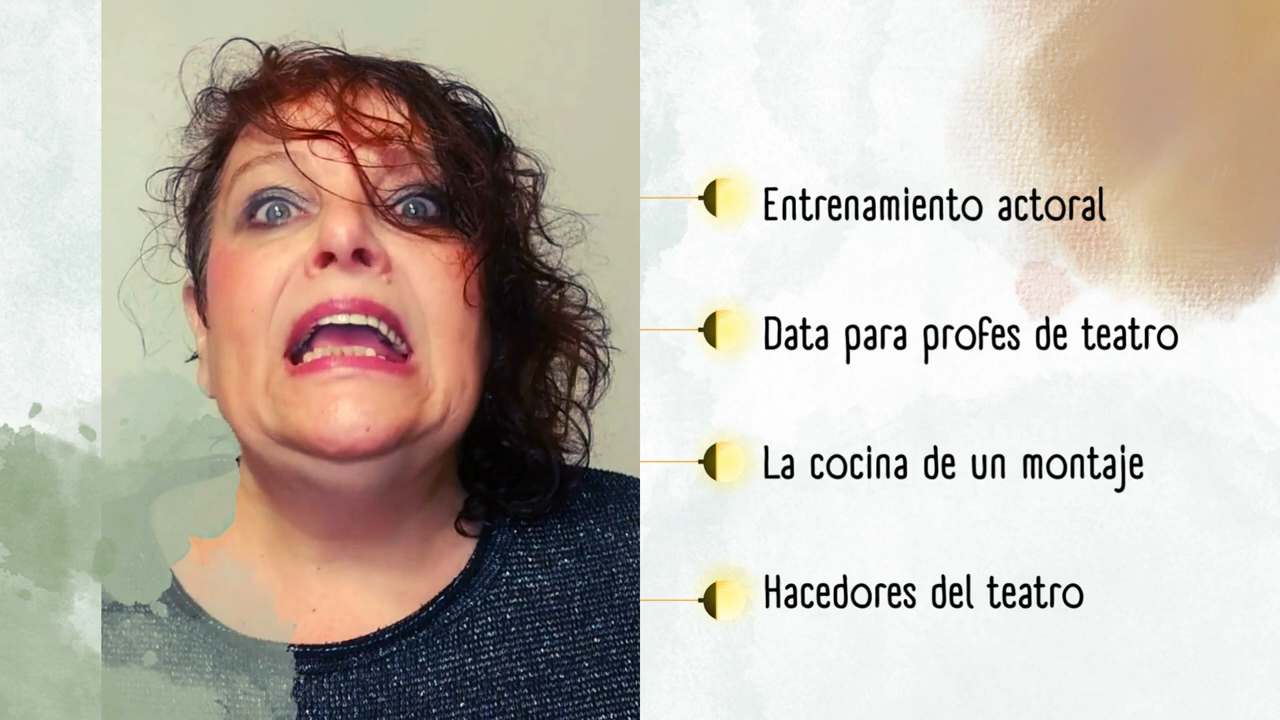 Entrenamiento actoral
Data para profes de teatro
La cocina de un montaje
Hacedores del teatro